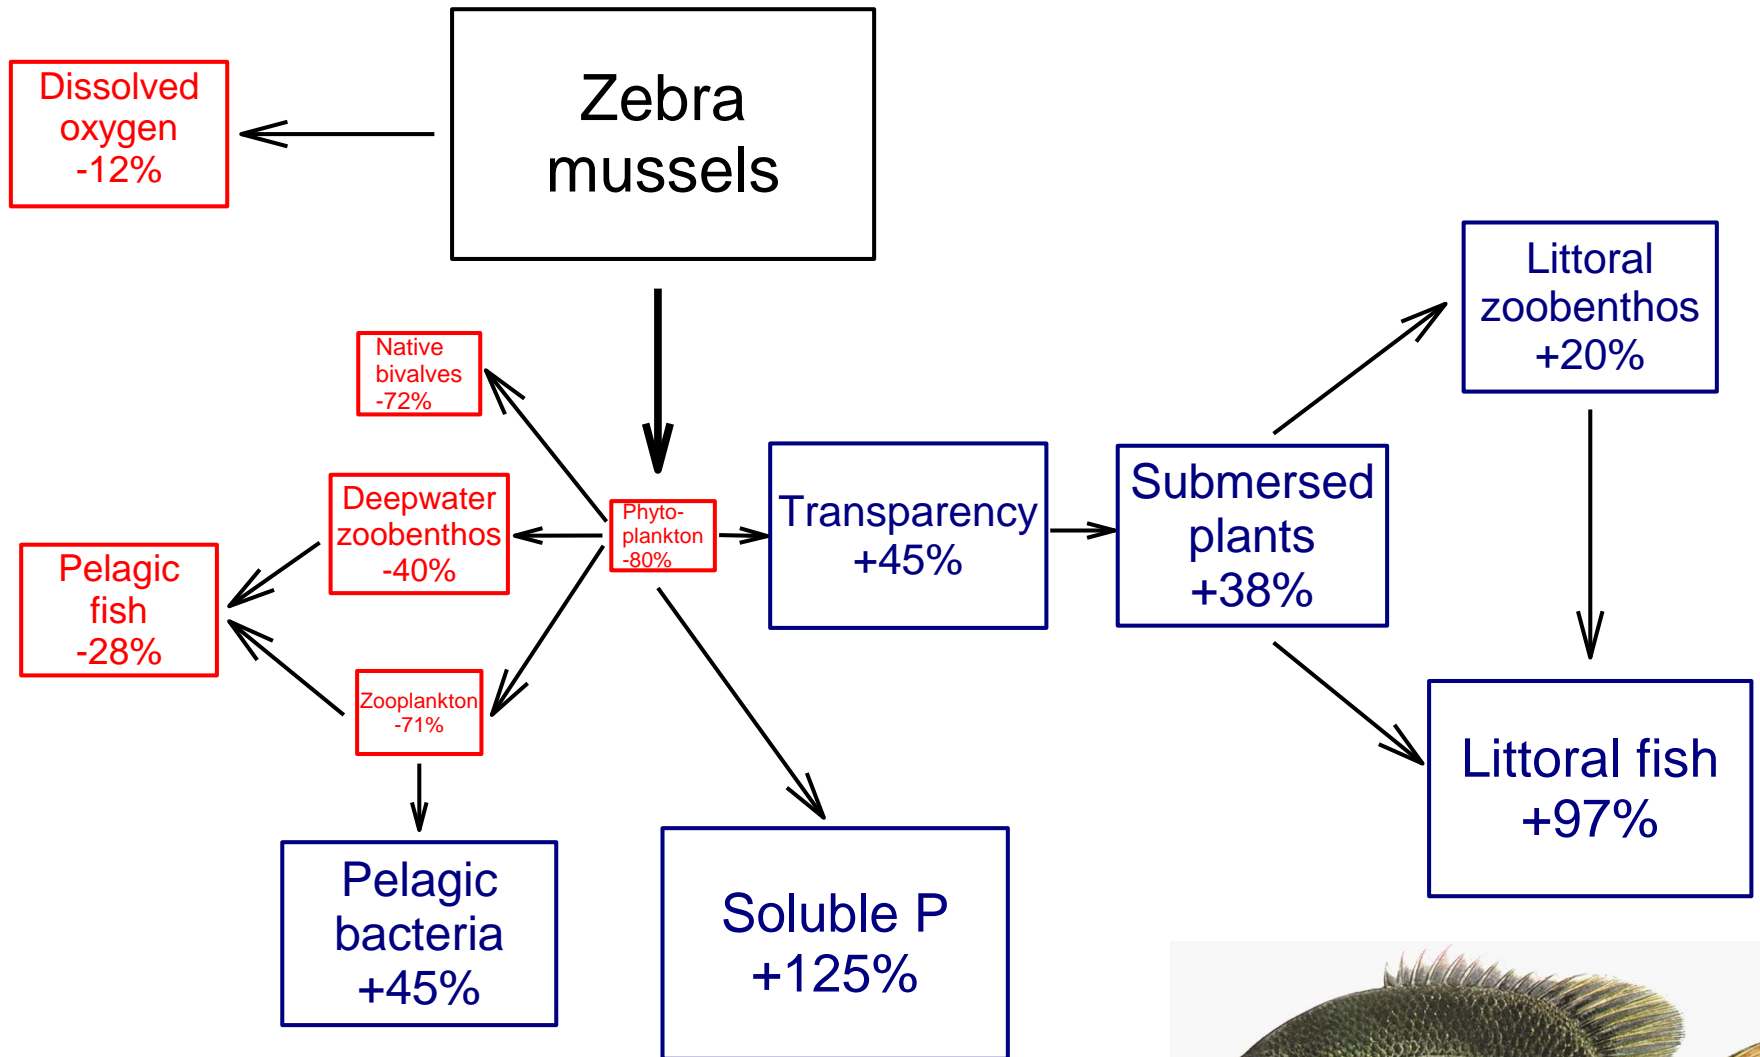 Zebra
mussels
Dissolved
oxygen
-12%
Littoral
zoobenthos
+20%
Native
bivalves
-72%
Deepwater
zoobenthos
-40%
Phyto-
plankton
-80%
Transparency
+45%
Submersed
plants
+38%
Pelagic
fish
-28%
Zooplankton
-71%
Littoral fish
+97%
Pelagic
bacteria
+45%
Soluble P
+125%